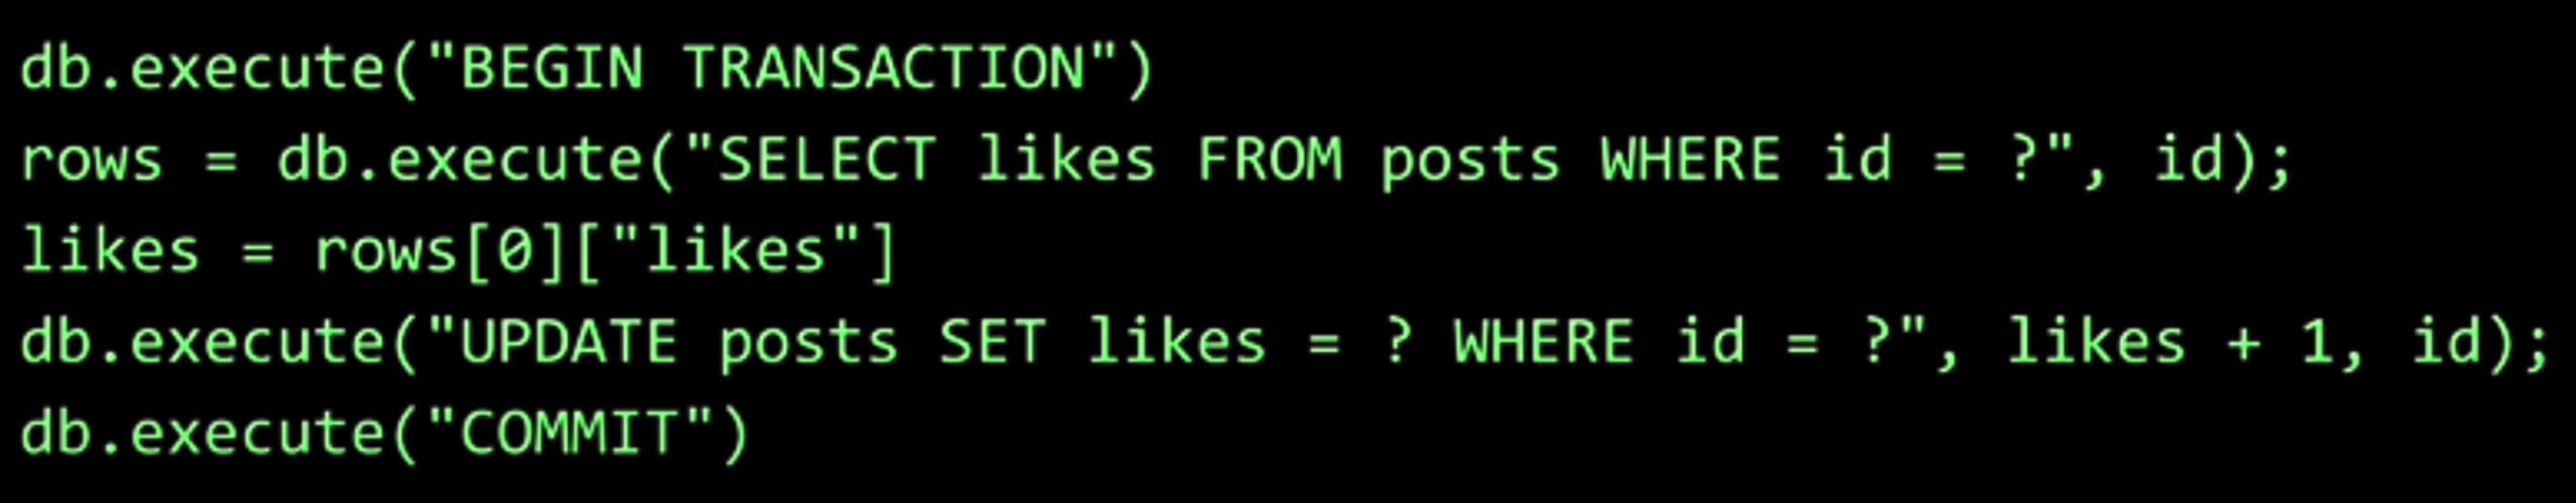 db.execute("BEGIN TRANSACTION")
rows = db.execute("SELECT likes FROM posts WHERE id = ?", id);
likes = rows[0]["likes"]
db.execute("UPDATE posts SET likes = ? WHERE id = ?", likes + 1, id);
db.execute("COMMIT")